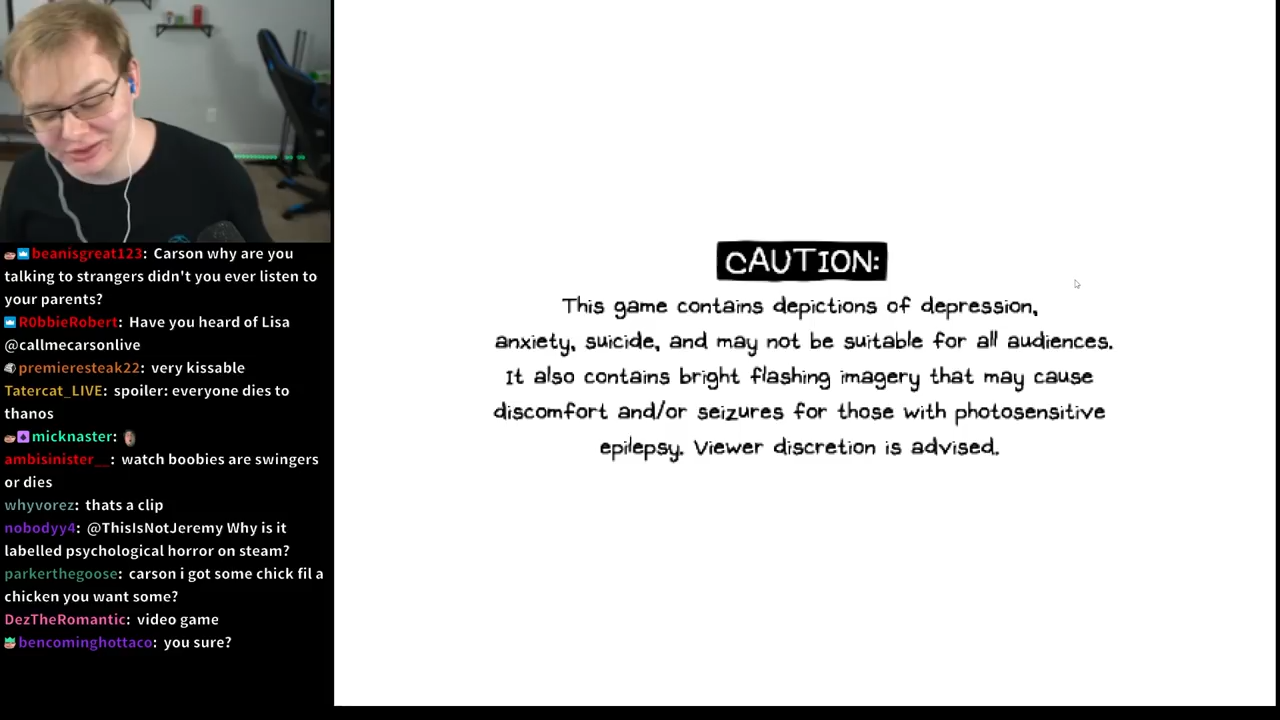 beanisgreat123: Carson why are you
talking to strangers didn't you ever listen to
your parents?
R0bbieRobert: Have you heard of Lisa
@callmecarsonlive
premieresteak22: very kissable
Tatercat_LIVE: spoiler: everyone dies to
thanos
micknaster:
ambisinister__: watch boobies are swingers
or dies
whyvorez: thats a clip
nobodyy4: @ThisIsNotJeremy Why is it
labelled psychological horror on steam?
parkerthegoose: carson i got some chick fil a
chicken you want some?
DezTheRomantic: video game
bencominghottaco: you sure?
CAUTION:
This game contains depictions of depression,
anxiety, suicide, and may not be suitable for all audiences.
It also contains bright flashing imagery that may cause
discomfort and/or seizures for those with photosensitive
epilepsy. Viewer discretion is advised.